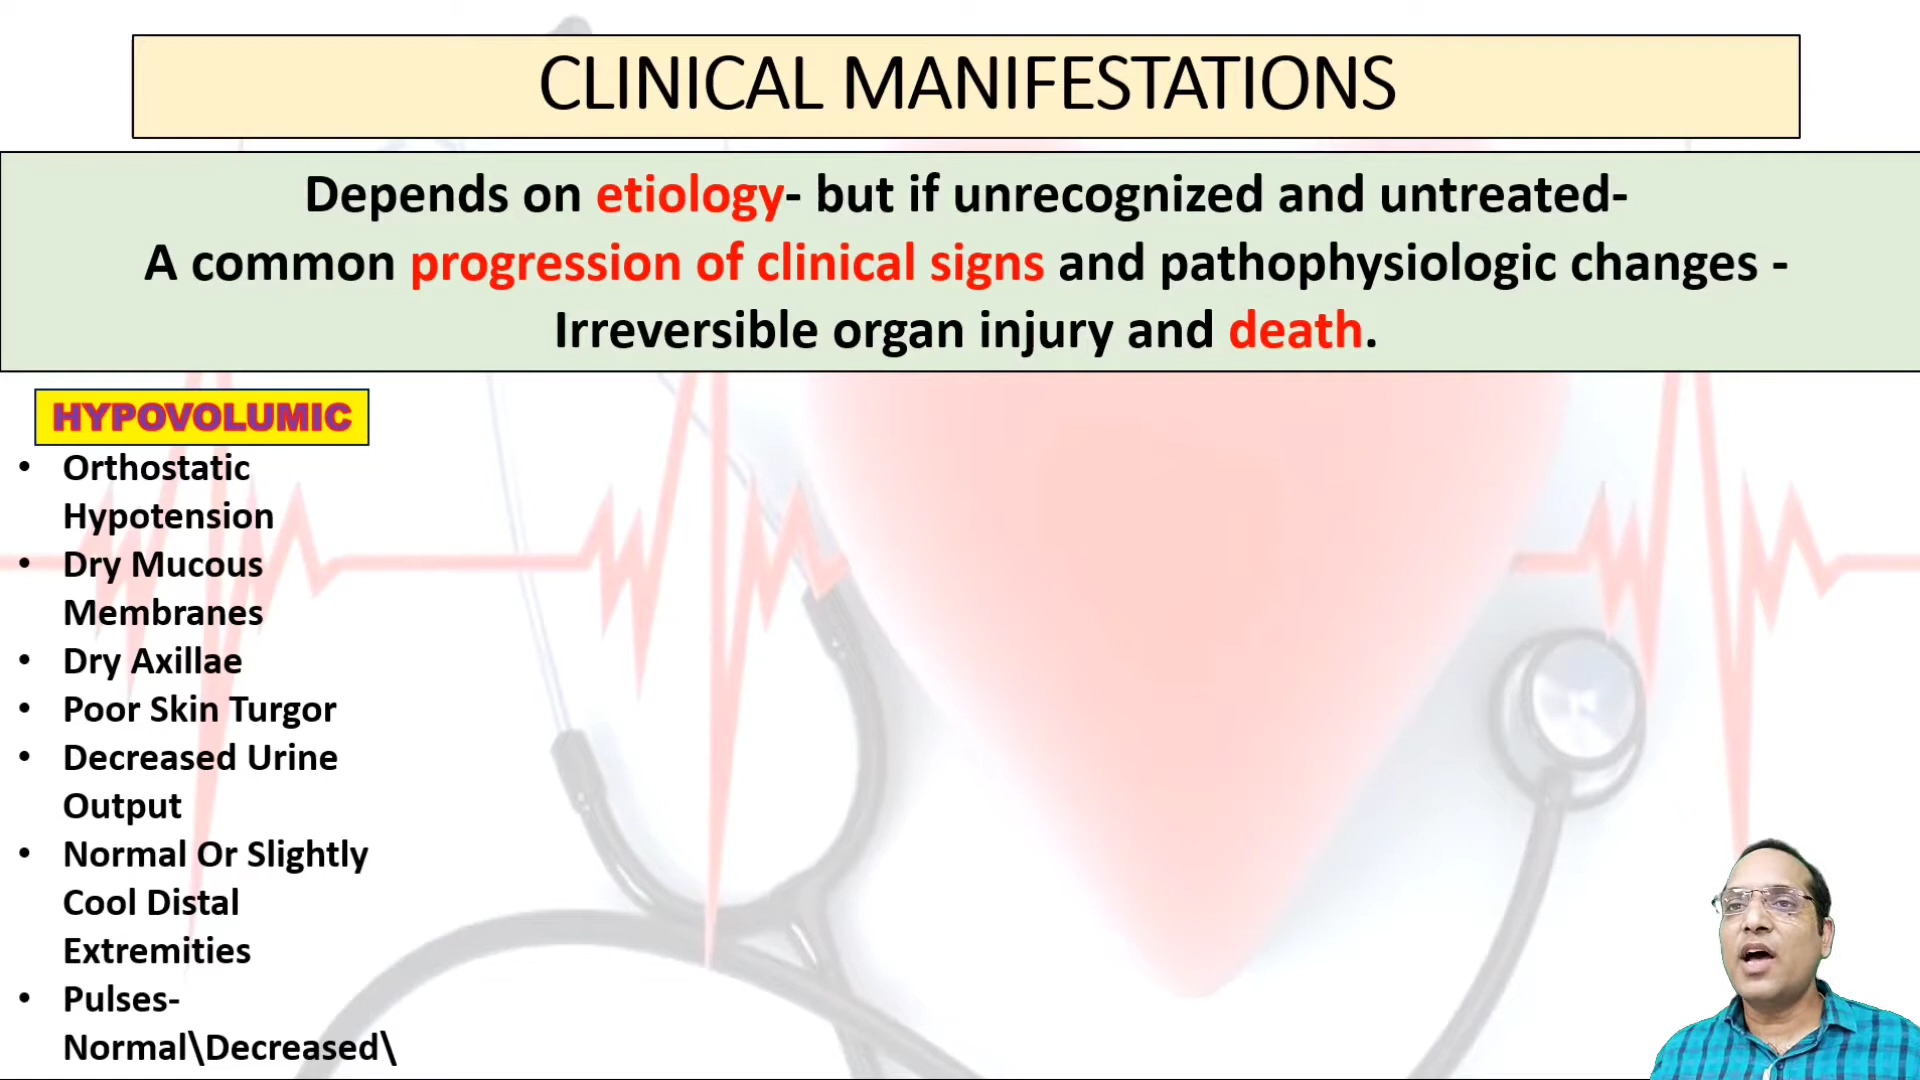 CLINICAL MANIFESTATIONS
Depends on etiology- but if unrecognized and untreated-
A common progression of clinical signs and pathophysiologic changes -
Irreversible organ injury and death.
HYPOVOLUMIC
• Orthostatic
Hypotension
• Dry Mucous
Membranes
• Dry Axillae
• Poor Skin Turgor
• Decreased Urine
Output
• Normal Or Slightly
Cool Distal
Extremities
• Pulses-
Normal\Decreased\